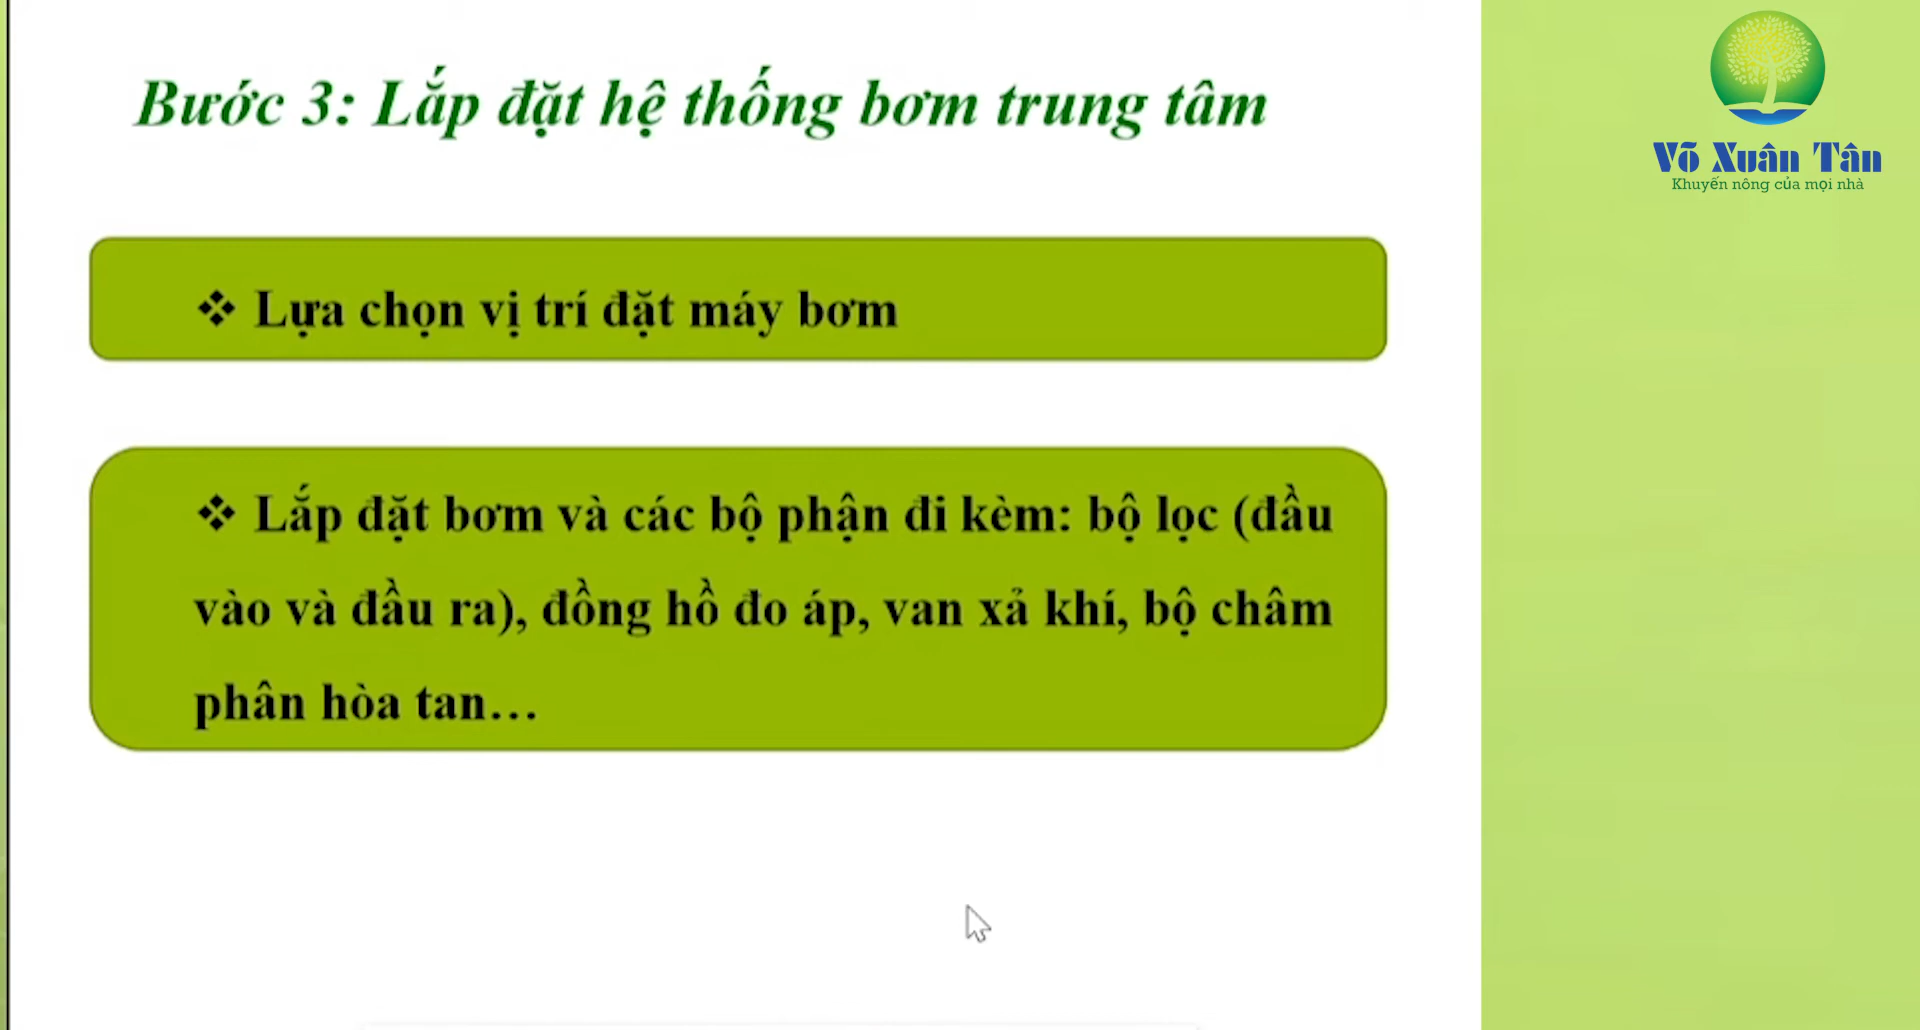 Bước 3: Lắp đặt hệ thống bơm trung tâm
Võ Xuân Tân
Khuyến nông của mọi nhà
❖ Lựa chọn vị trí đặt máy bơm
❖ Lắp đặt bơm và các bộ phận đi kèm: bộ lọc (đầu
vào và đầu ra), đồng hồ đo áp, van xả khí, bộ châm
phân hòa tan...